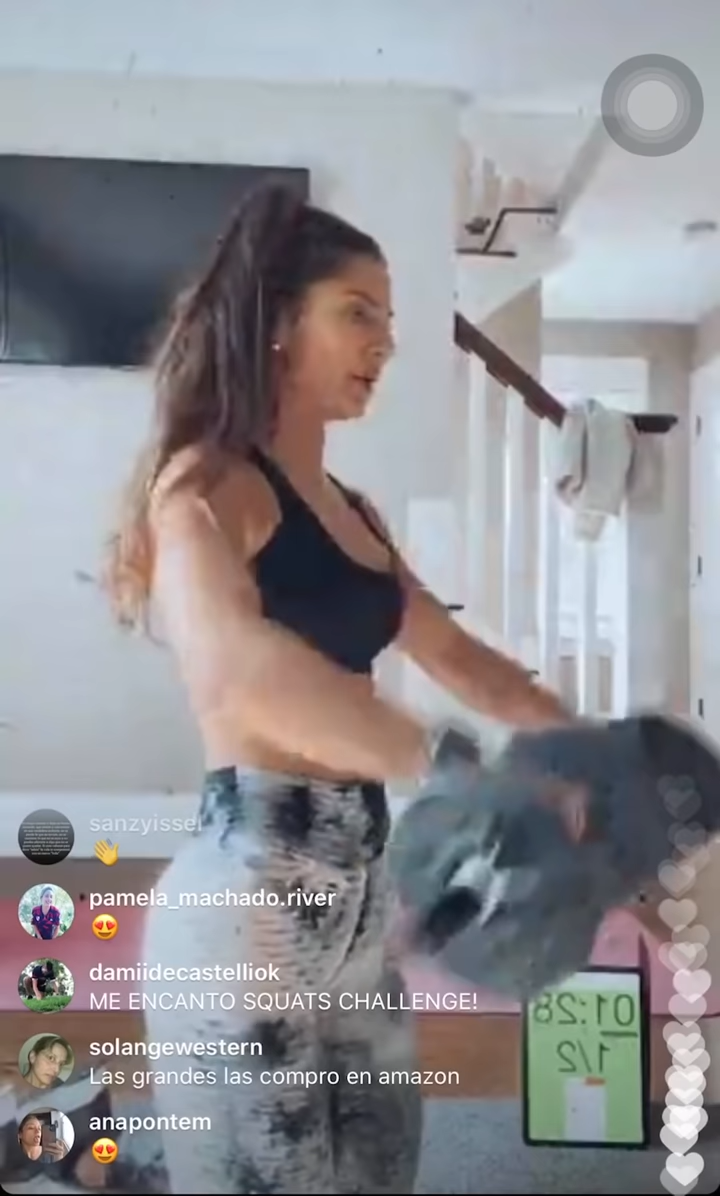 sanzyissel
👋
pamela_machado.river
😍
damiidecastelliok
ME ENCANTO SQUATS CHALLENGE!
solangewestern
Las grandes las compro en amazon
anapontem
😍
01:28
1/2